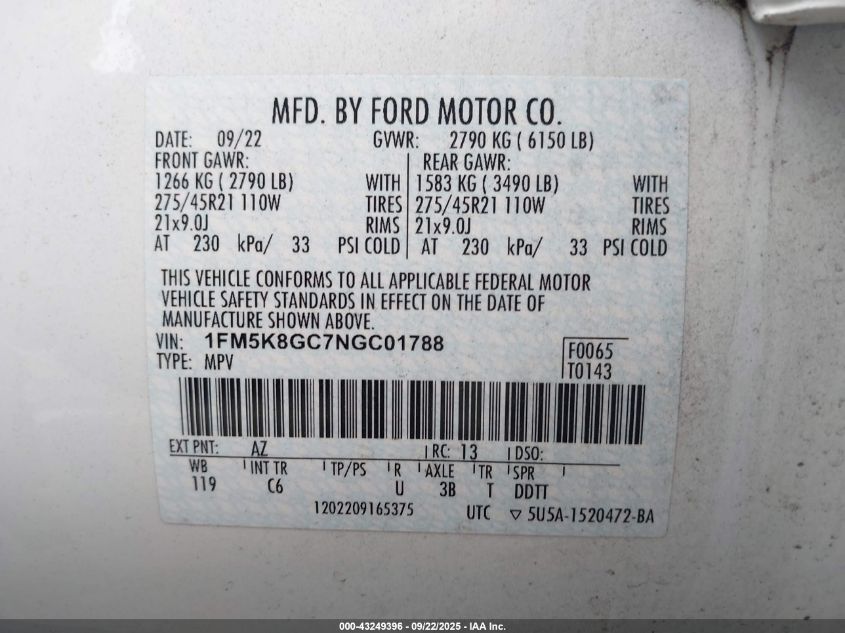 MFD. BY FORD MOTOR CO.
DATE: 09/22 GVWR: 2790 KG ( 6150 LB)
FRONT GAWR: REAR GAWR:
1266 KG ( 2790 LB) WITH 1583 KG ( 3490 LB) WITH
275/45R21 110W TIRES 275/45R21 110W TIRES
21x9.0J RIMS 21x9.0J RIMS
AT 230 kPa/ 33 PSI COLD AT 230 kPa/ 33 PSI COLD
THIS VEHICLE CONFORMS TO ALL APPLICABLE FEDERAL MOTOR
VEHICLE SAFETY STANDARDS IN EFFECT ON THE DATE OF
MANUFACTURE SHOWN ABOVE.
VIN: 1FM5K8GC7NGC01788 F0065
TYPE: MPV T0143
EXT PNT: AZ RC: 13 DSO:
WB INT TR TP/PS R AXLE TR SPR
119 C6 U 3B T DDTT
1202209165375 UTC ▽ 5U5A-1520472-BA
000-43249396 - 09/22/2025 - IAA Inc.